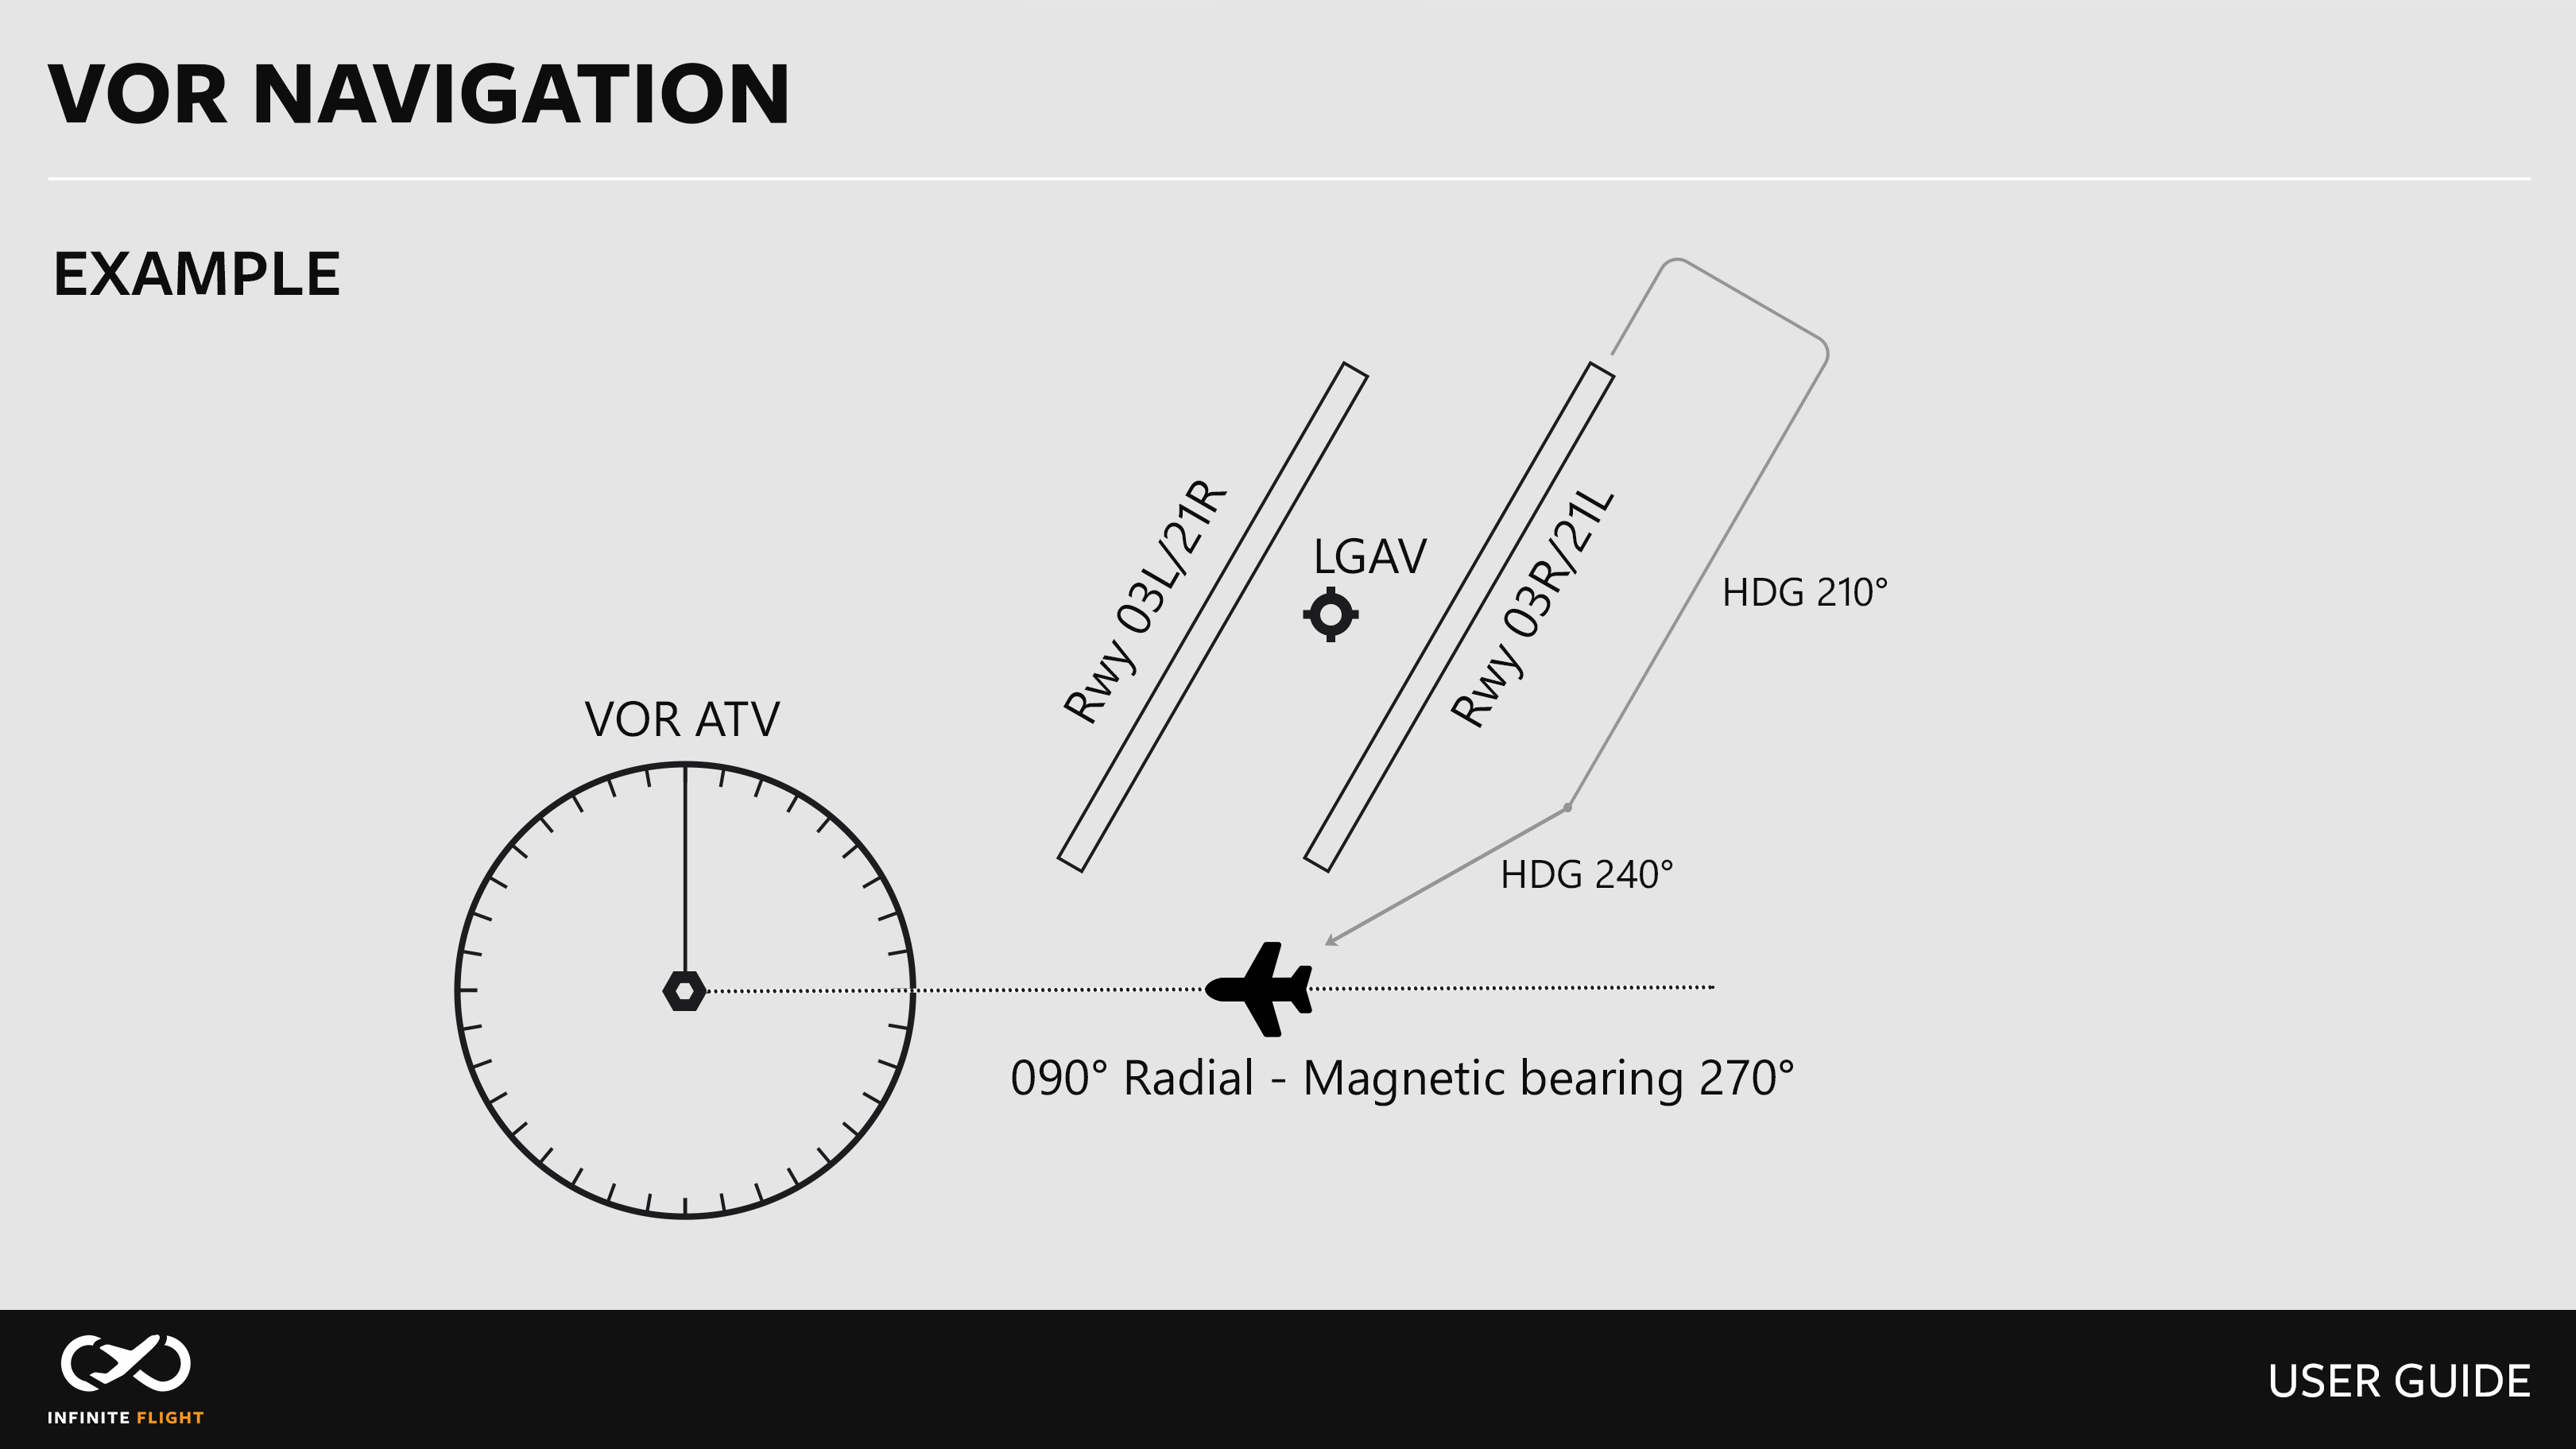 VOR NAVIGATION
EXAMPLE
Rwy 03L/21R
LGAV
Rwy 03R/21L
HDG 210°
VOR ATV
HDG 240°
090° Radial - Magnetic bearing 270°
INFINITE FLIGHT
USER GUIDE